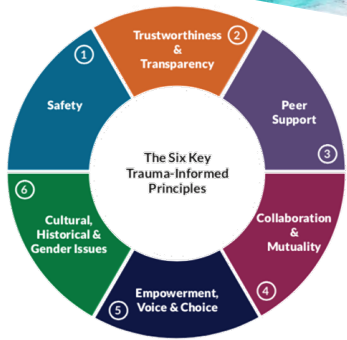 The Six Key
Trauma-Informed
Principles
1
Safety
2
Trustworthiness
&
Transparency
Peer
Support
3
Collaboration
&
Mutuality
4
Empowerment,
Voice & Choice
5
6
Cultural,
Historical &
Gender Issues